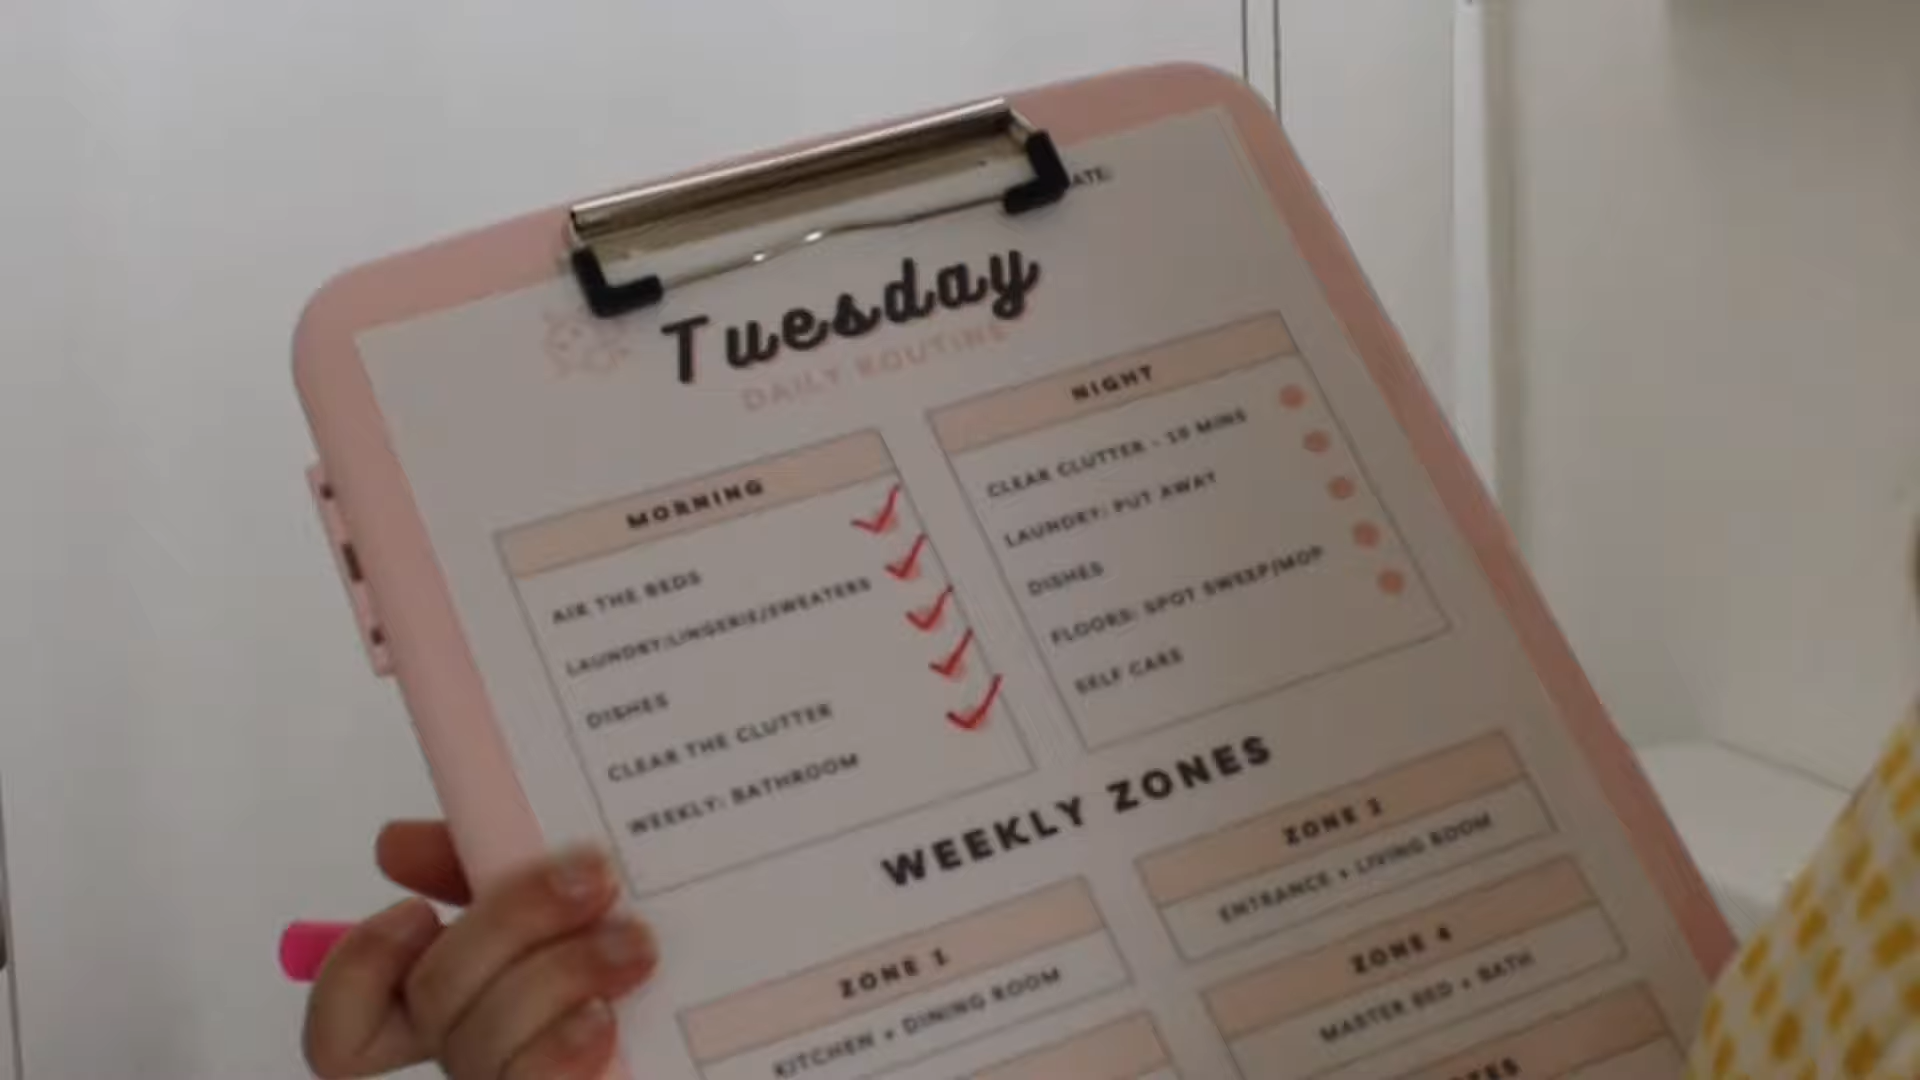 Tuesday
DAILY ROUTINE
MORNING
AIR THE BEDS
LAUNDRY:LINGERIE/SWEATERS
DISHES
CLEAR THE CLUTTER
WEEKLY: BATHROOM
NIGHT
CLEAR CLUTTER - 10 MINS
LAUNDRY: PUT AWAY
DISHES
FLOORS: SPOT SWEEP/MOP
SELF CARE
WEEKLY ZONES
ZONE 1
KITCHEN + DINING ROOM
ZONE 2
ENTRANCE + LIVING ROOM
ZONE 4
MASTER BED + BATH